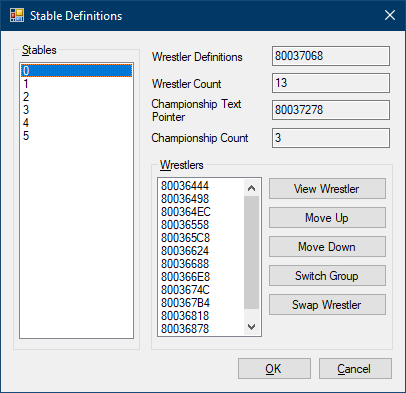 Stable Definitions
Stables
0
1
2
3
4
5
Wrestler Definitions
80037068
Wrestler Count
13
Championship Text
Pointer
80037278
Championship Count
3
Wrestlers
80036444
80036498
800364EC
80036558
800365C8
80036624
80036688
800366E8
8003674C
800367B4
80036818
80036878
View Wrestler
Move Up
Move Down
Switch Group
Swap Wrestler
OK
Cancel